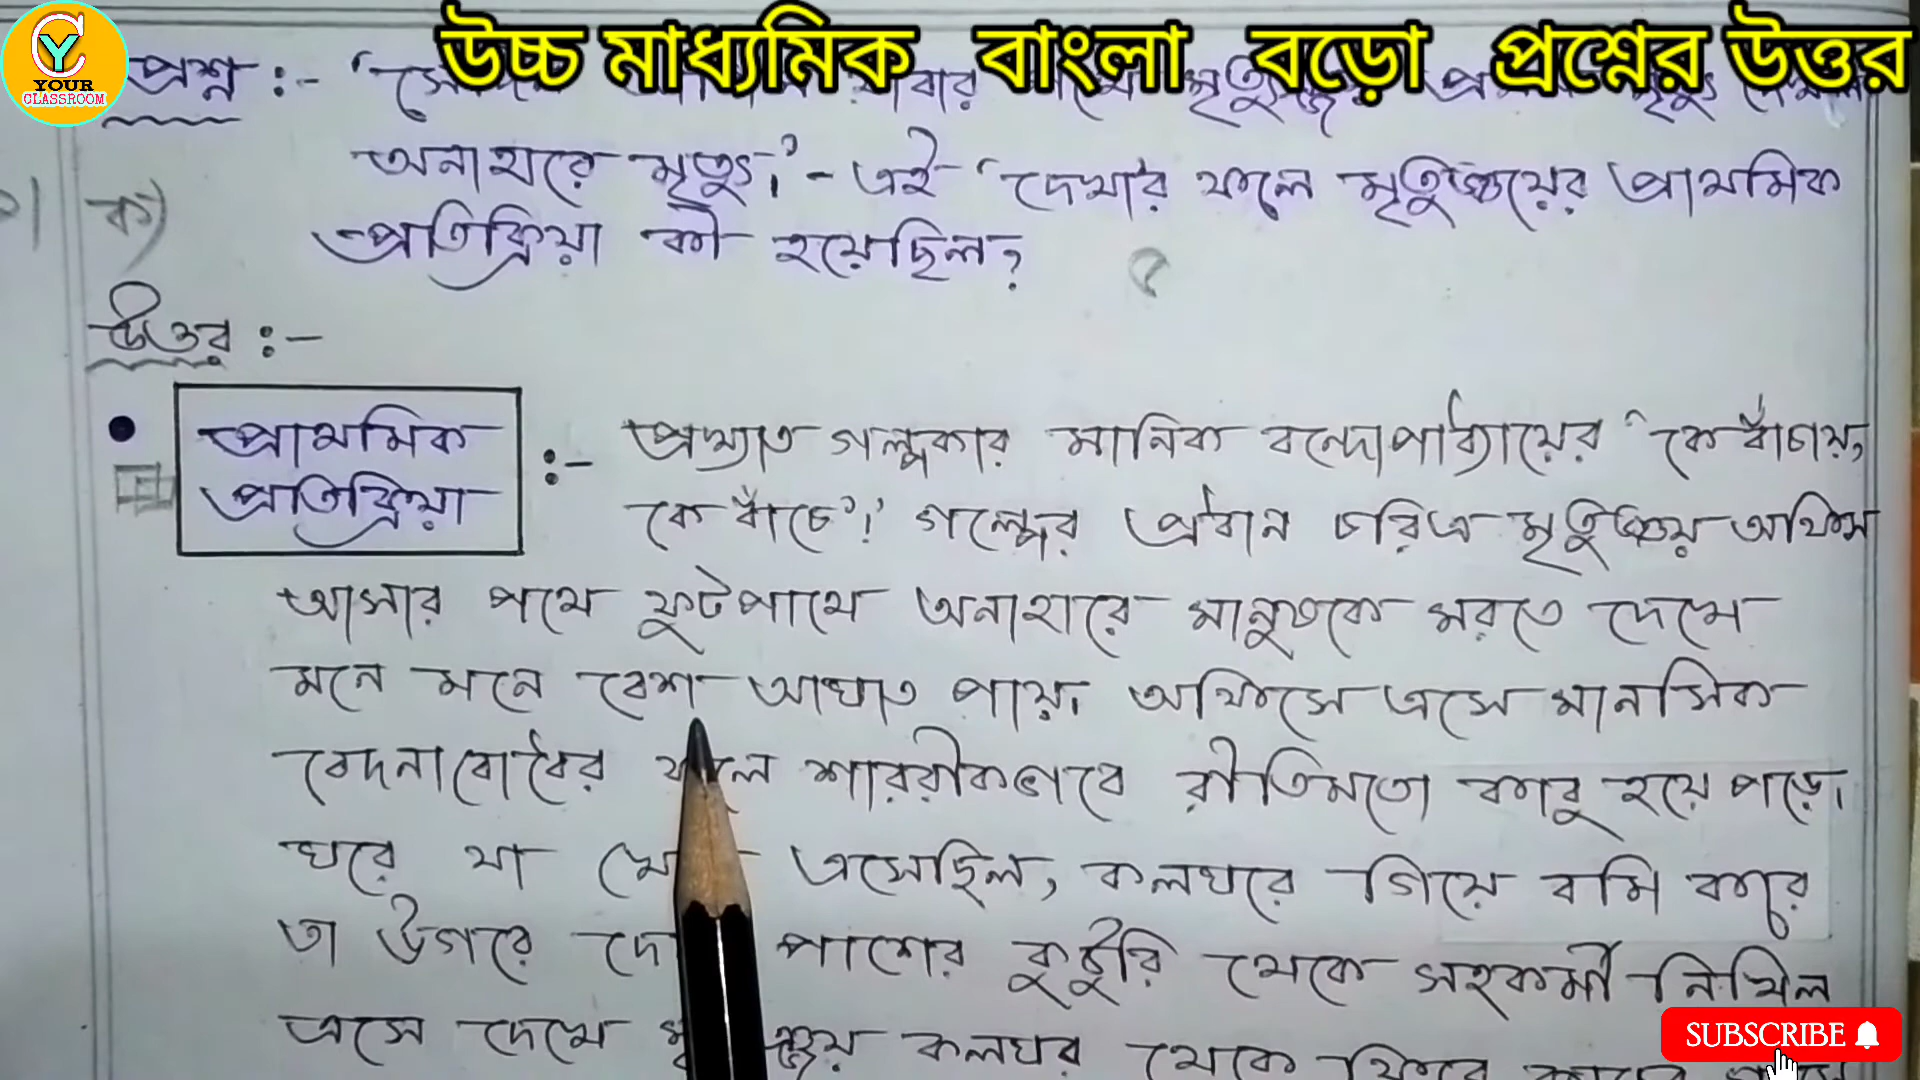 উচ্চ মাধ্যমিক বাংলা বড়ো প্রশ্নের উত্তর
YOUR
CLASSROOM
প্রশ্ন :- ' মৃত্যুঞ্জয়
অনাহারে মৃত্যু।' - এই 'দেখা'র ফলে মৃত্যুঞ্জয়ের প্রাথমিক
ক) প্রতিক্রিয়া কী হয়েছিল?
উত্তর :-
প্রাথমিক
প্রতিক্রিয়া
:- প্রখ্যাত গল্পকার মানিক বন্দোপাধ্যায়ের 'কে বাঁচায়,
কে বাঁচে'।' গল্পের প্রধান চরিত্র মৃত্যুঞ্জয় অফিস
আসার পথে ফুটপাথে অনাহারে মানুষকে মরতে দেখে
মনে মনে বেশ আঘাত পায়। অফিসে এসে মানসিক
বেদনাবোধের ফলে শারীরিকভাবে রীতিমতো কাবু হয়ে পড়ে।
ঘরে যা এসেছিল, কলঘরে গিয়ে বমি করে
তা উগরে পাশের কুঠুরি থেকে সহকর্মী নিখিল
এসে দেখে কলঘর থেকে ফিরে
SUBSCRIBE